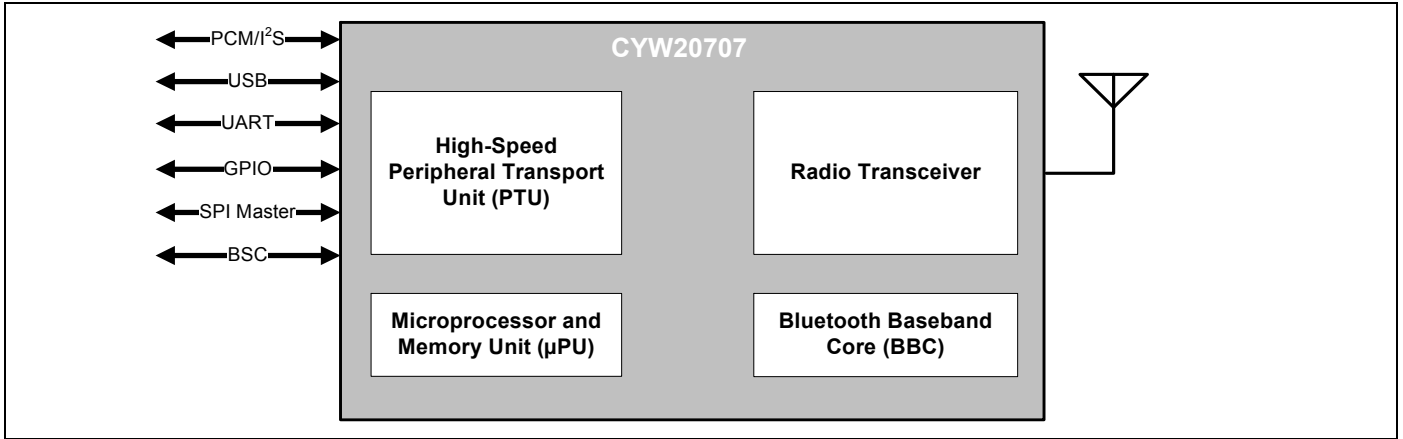 PCM/I²S
USB
UART
GPIO
SPI Master
BSC
CYW20707
High-Speed
Peripheral Transport
Unit (PTU)
Radio Transceiver
Microprocessor and
Memory Unit (µPU)
Bluetooth Baseband
Core (BBC)